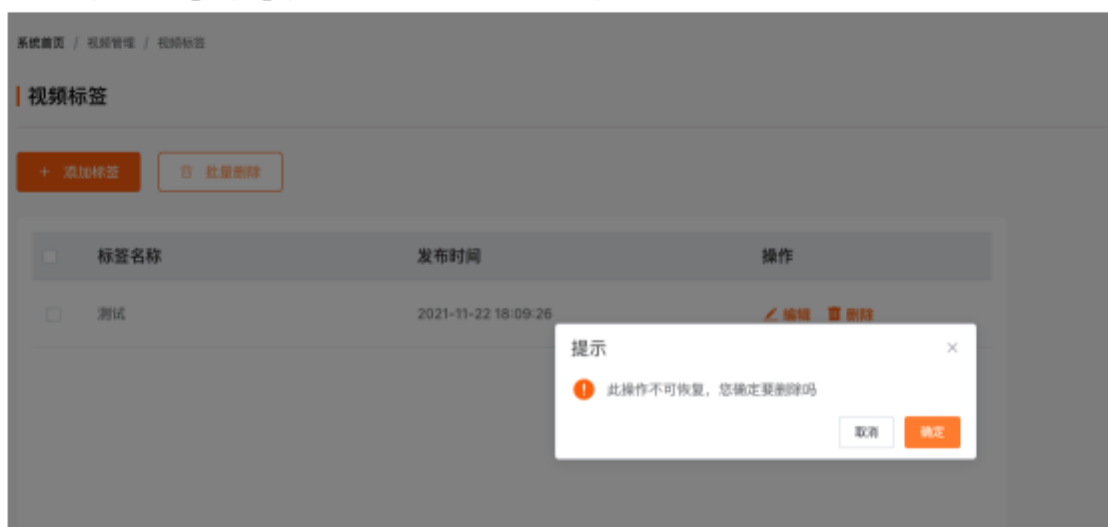 系统首页 / 视频管理 / 视频标签
视频标签
+ 添加标签 批量删除
标签名称 发布时间 操作
测试 2021-11-22 18:09:26 编辑 删除
提示 ×
此操作不可恢复，您确定要删除吗
取消 确定